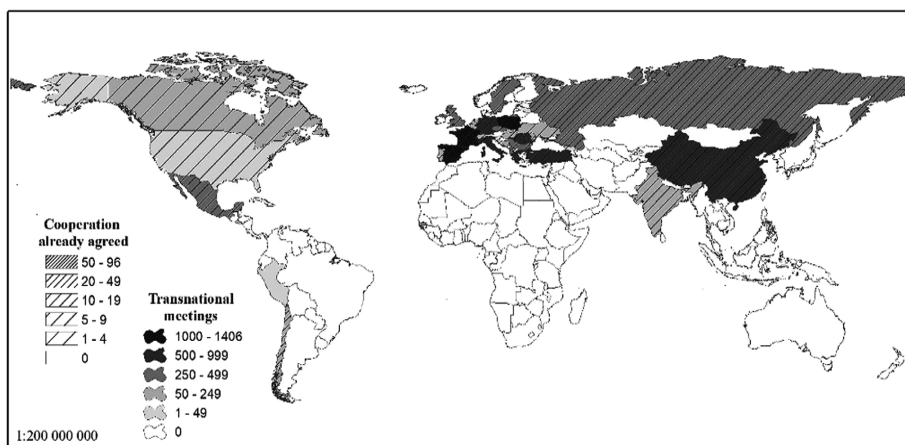 Cooperation
already agreed
50 - 96
20 - 49
10 - 19
5 - 9
1 - 4
0
Transnational
meetings
1000 - 1406
500 - 999
250 - 499
50 - 249
1 - 49
0
1:200 000 000